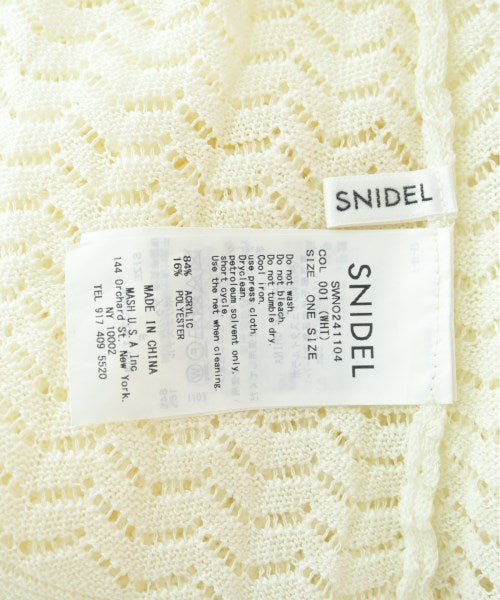 SNIDEL
SNIDEL
SWNO241104
COL 001 (WHT)
SIZE ONE SIZE
Do not wash.
Do not bleach.
Do not tumble dry.
Cool iron.
use press cloth.
Dryclean.
petroleum solvent only.
short cycle.
Use the net when cleaning.
84% ACRYLIC
16% POLYESTER
MADE IN CHINA
MASH U.S.A Inc.
144 Orchard St. New York.
NY 10002
TEL 917 409 5520